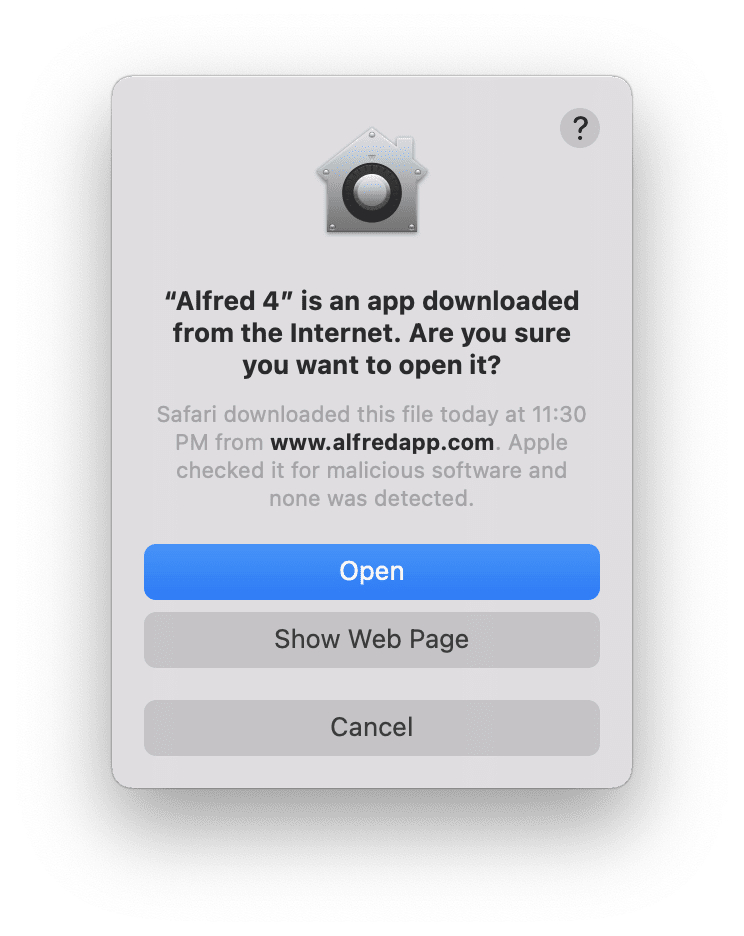 ?
“Alfred 4” is an app downloaded
from the Internet. Are you sure
you want to open it?
Safari downloaded this file today at 11:30
PM from www.alfredapp.com. Apple
checked it for malicious software and
none was detected.
Open
Show Web Page
Cancel